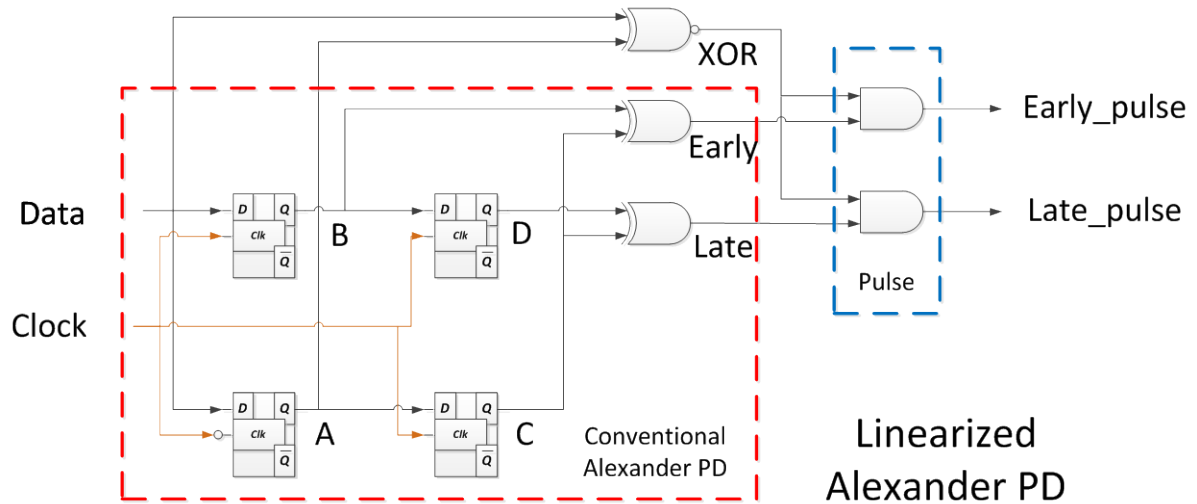 XOR
Early
Early_pulse
Data
D Q
Clk
Q
B
D Q
Clk
Q
D
Late
Late_pulse
Pulse
Clock
D Q
Clk
Q
A
D Q
Clk
Q
C
Conventional
Alexander PD
Linearized
Alexander PD